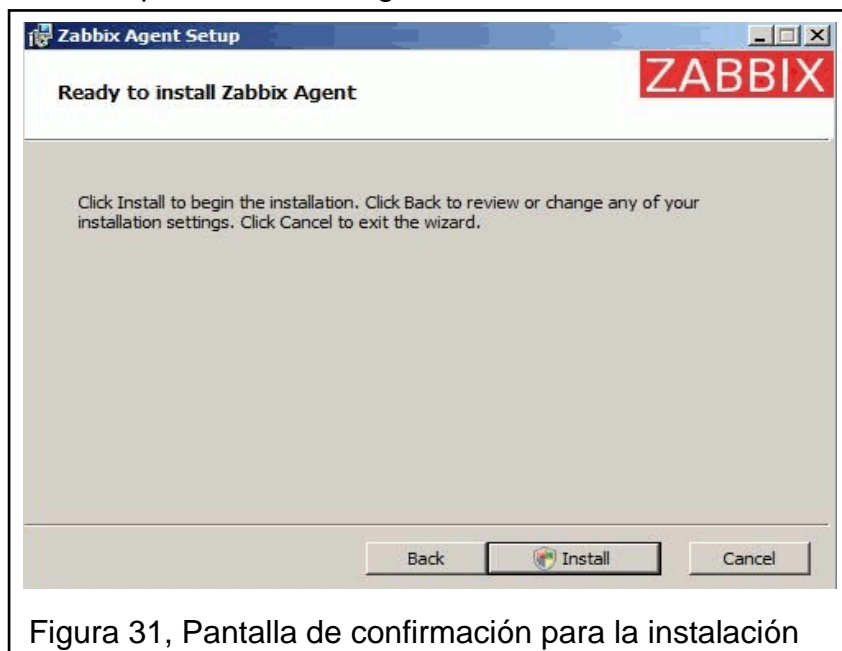 Zabbix Agent Setup
ZABBIX
Ready to install Zabbix Agent
Click Install to begin the installation. Click Back to review or change any of your
installation settings. Click Cancel to exit the wizard.
Back Install Cancel
Figura 31, Pantalla de confirmación para la instalación